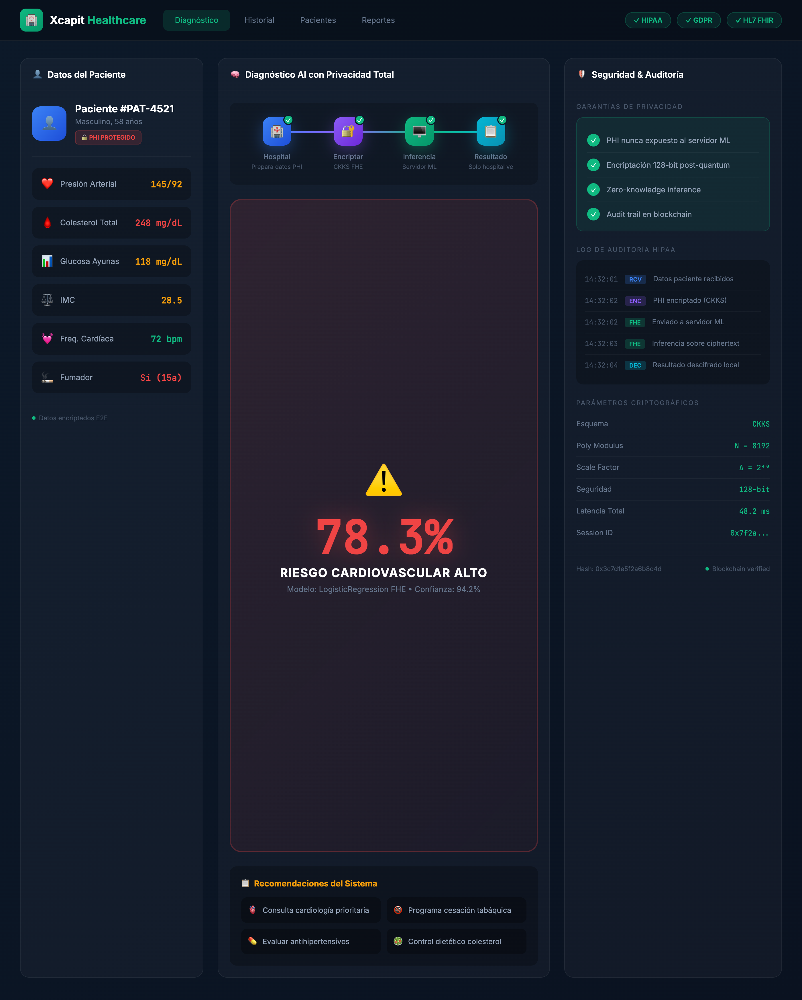 Xcapit Healthcare
Diagnóstico
Historial
Pacientes
Reportes
✓ HIPAA
✓ GDPR
✓ HL7 FHIR
Datos del Paciente
Paciente #PAT-4521
Masculino, 58 años
PHI PROTEGIDO
Presión Arterial 145/92
Colesterol Total 248 mg/dL
Glucosa Ayunas 118 mg/dL
IMC 28.5
Freq. Cardíaca 72 bpm
Fumador Sí (15a)
Datos encriptados E2E
Diagnóstico AI con Privacidad Total
Hospital
Prepara datos PHI
Encriptar
CKKS FHE
Inferencia
Servidor ML
Resultado
Solo hospital ve
78.3%
RIESGO CARDIOVASCULAR ALTO
Modelo: LogisticRegression FHE • Confianza: 94.2%
Recomendaciones del Sistema
Consulta cardiología prioritaria
Programa cesación tabáquica
Evaluar antihipertensivos
Control dietético colesterol
Seguridad & Auditoría
GARANTÍAS DE PRIVACIDAD
✓ PHI nunca expuesto al servidor ML
✓ Encriptación 128-bit post-quantum
✓ Zero-knowledge inference
✓ Audit trail en blockchain
LOG DE AUDITORÍA HIPAA
14:32:01 RCV Datos paciente recibidos
14:32:02 ENC PHI encriptado (CKKS)
14:32:02 FHE Enviado a servidor ML
14:32:03 FHE Inferencia sobre ciphertext
14:32:04 DEC Resultado descifrado local
PARÁMETROS CRIPTOGRÁFICOS
Esquema CKKS
Poly Modulus N = 8192
Scale Factor Δ = 2⁴⁰
Seguridad 128-bit
Latencia Total 48.2 ms
Session ID 0x7f2a...
Hash: 0x3c7d1e5f2a6b8c4d
Blockchain verified